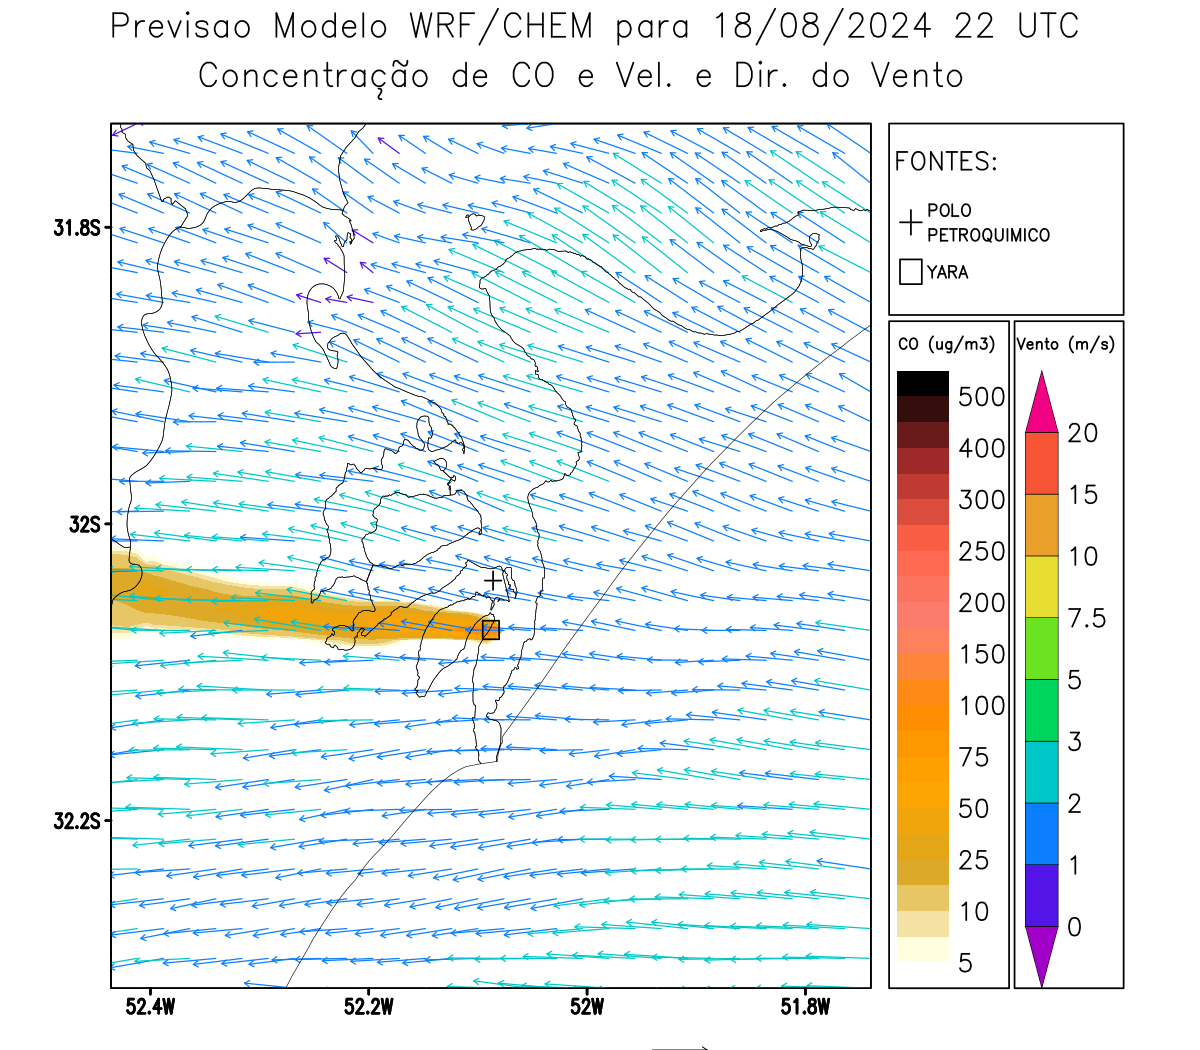 Previsao Modelo WRF/CHEM para 18/08/2024 22 UTC
Concentração de CO e Vel. e Dir. do Vento
FONTES:
POLO
PETROQUIMICO
YARA
31.8S
32S
32.2S
52.4W
52.2W
52W
51.8W
CO (ug/m3)
500
400
300
250
200
150
100
75
50
25
10
5
Vento (m/s)
20
15
10
7.5
5
3
2
1
0